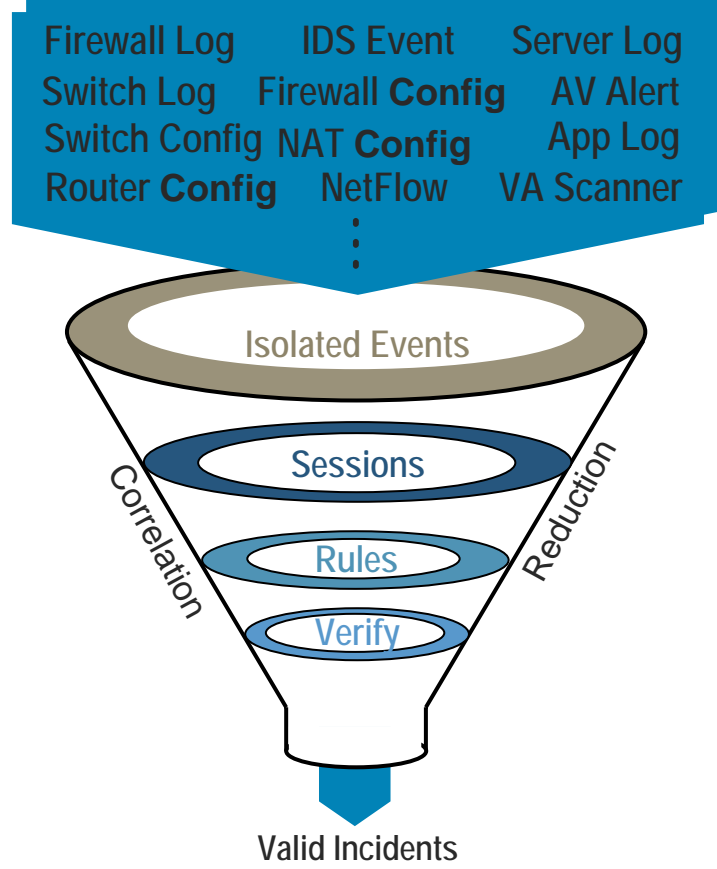 Firewall Log IDS Event Server Log
Switch Log Firewall Config AV Alert
Switch Config NAT Config App Log
Router Config NetFlow VA Scanner
Isolated Events
Sessions
Correlation
Reduction
Rules
Verify
Valid Incidents